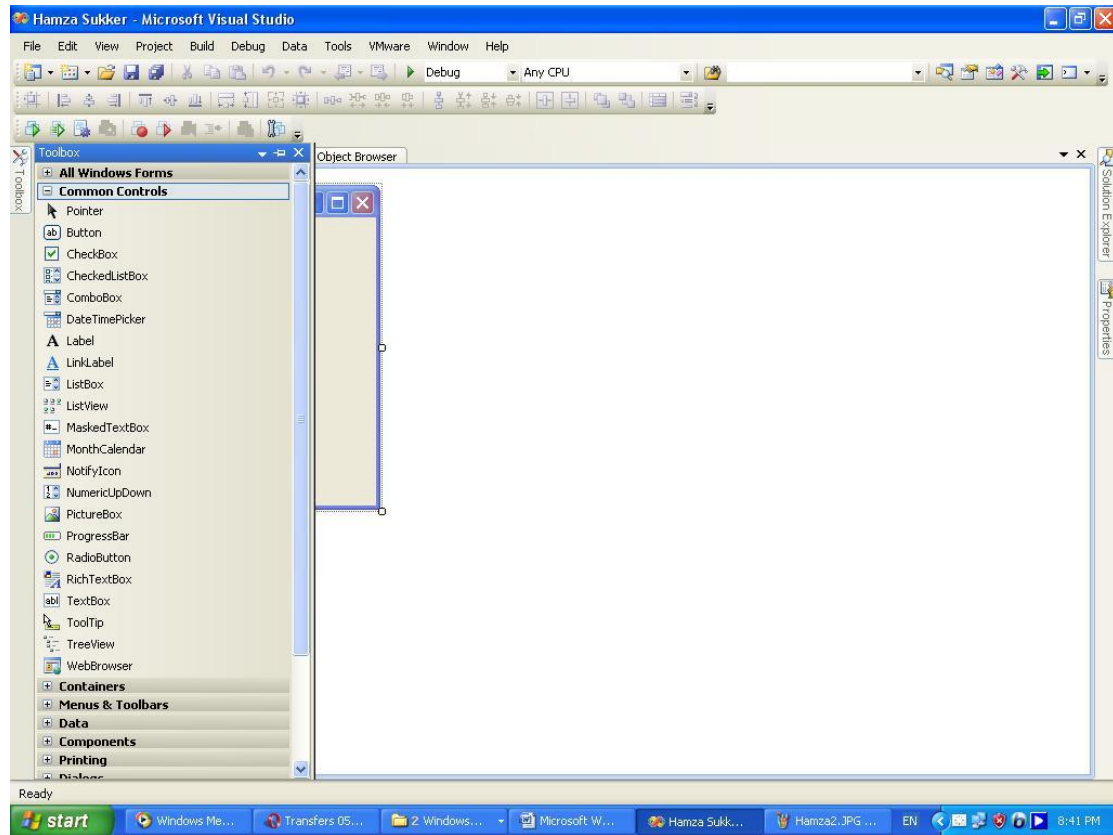 Hamza Sukker - Microsoft Visual Studio
File Edit View Project Build Debug Data Tools VMware Window Help
Debug Any CPU
Toolbox
Object Browser
Toolbox
All Windows Forms
Common Controls
Pointer
Button
CheckBox
CheckedListBox
ComboBox
DateTimePicker
Label
LinkLabel
ListBox
ListView
MaskedTextBox
MonthCalendar
NotifyIcon
NumericUpDown
PictureBox
ProgressBar
RadioButton
RichTextBox
TextBox
ToolTip
TreeView
WebBrowser
Containers
Menus & Toolbars
Data
Components
Printing
Dialogs
Solution Explorer
Properties
Ready
start Windows Me... Transfers 05... 2 Windows... Microsoft W... Hamza Sukk... Hamza2.JPG ... EN 8:41 PM